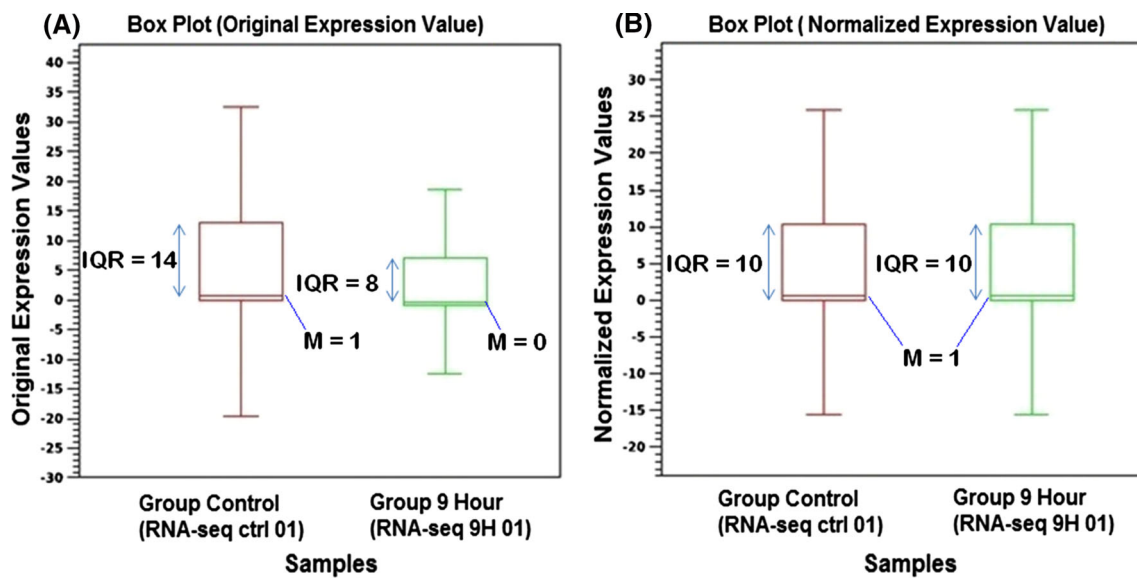 (A)
Box Plot (Original Expression Value)
Original Expression Values
40
35
30
25
20
15
10
5
0
-5
-10
-15
-20
-25
-30
IQR = 14
IQR = 8
M = 1
M = 0
Group Control
(RNA-seq ctrl 01)
Group 9 Hour
(RNA-seq 9H 01)
Samples
(B)
Box Plot ( Normalized Expression Value)
Normalized Expression Values
30
25
20
15
10
5
0
-5
-10
-15
-20
IQR = 10
IQR = 10
M = 1
Group Control
(RNA-seq ctrl 01)
Group 9 Hour
(RNA-seq 9H 01)
Samples